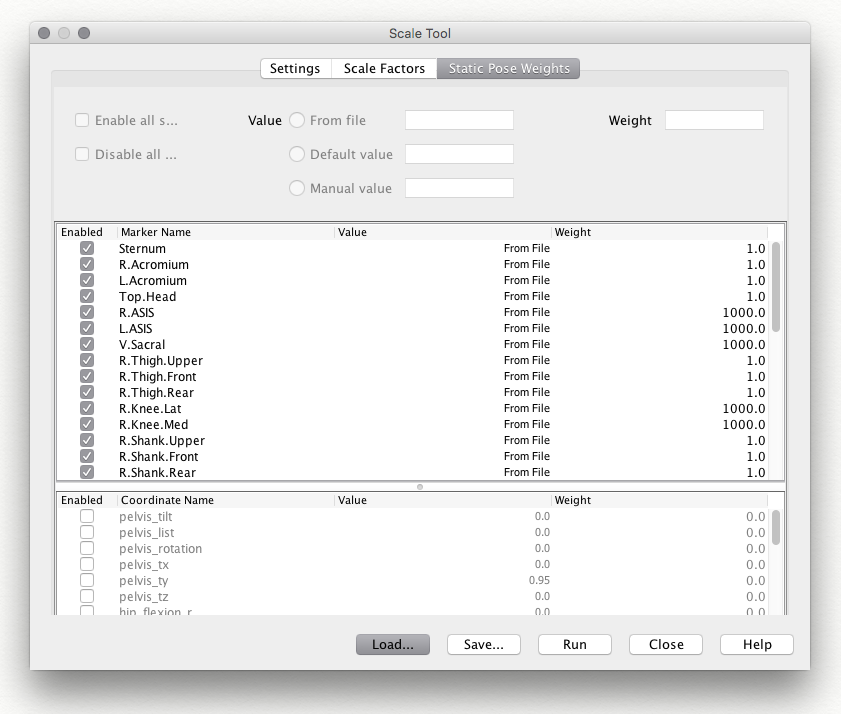 Scale Tool
Settings Scale Factors Static Pose Weights
Enable all s... Value From file Weight
Disable all ... Default value
Manual value
Enabled Marker Name Value Weight
Sternum From File 1.0
R.Acromium From File 1.0
L.Acromium From File 1.0
Top.Head From File 1.0
R.ASIS From File 1000.0
L.ASIS From File 1000.0
V.Sacral From File 1000.0
R.Thigh.Upper From File 1.0
R.Thigh.Front From File 1.0
R.Thigh.Rear From File 1.0
R.Knee.Lat From File 1000.0
R.Knee.Med From File 1000.0
R.Shank.Upper From File 1.0
R.Shank.Front From File 1.0
R.Shank.Rear From File 1.0
Enabled Coordinate Name Value Weight
pelvis_tilt 0.0 0.0
pelvis_list 0.0 0.0
pelvis_rotation 0.0 0.0
pelvis_tx 0.0 0.0
pelvis_ty 0.95 0.0
pelvis_tz 0.0 0.0
hip_flexion_r 0.0 0.0
Load... Save... Run Close Help